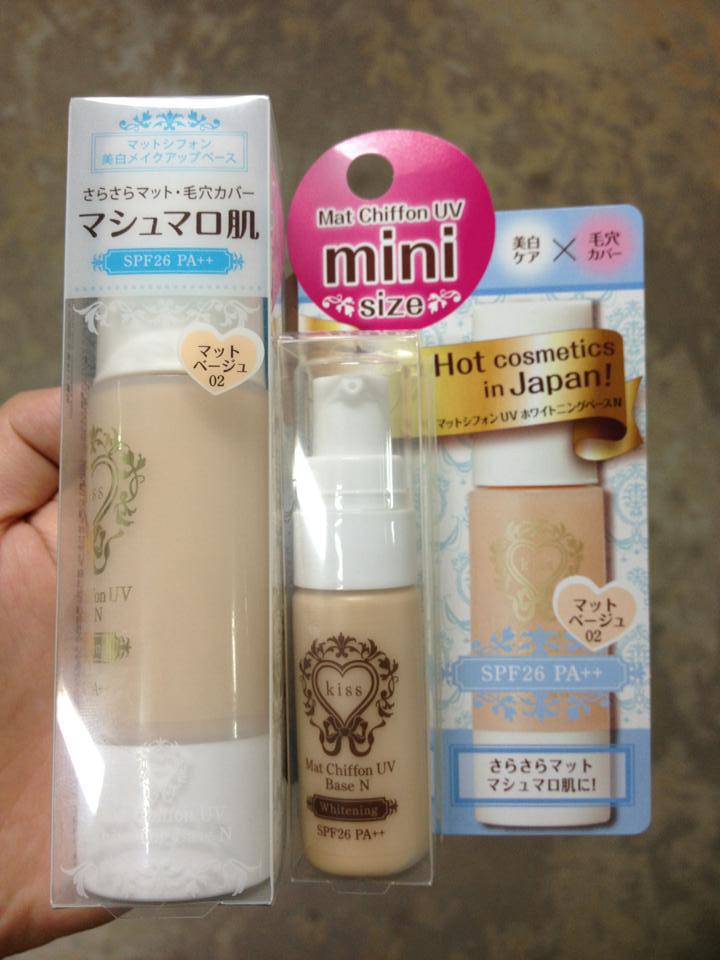 マットシフォン
美白メイクアップベース
さらさらマット・毛穴カバー
マシュマロ肌
SPF26 PA++
マット
ベージュ
02
Mat Chiffon UV
mini
size
美白
ケア
×
毛穴
カバー
Hot cosmetics
in Japan!
マットシフォン UV ホワイトニングベースN
kiss
Mat Chiffon UV
Base N
Whitening
SPF26 PA++
マット
ベージュ
02
SPF26 PA++
さらさらマット
マシュマロ肌に!